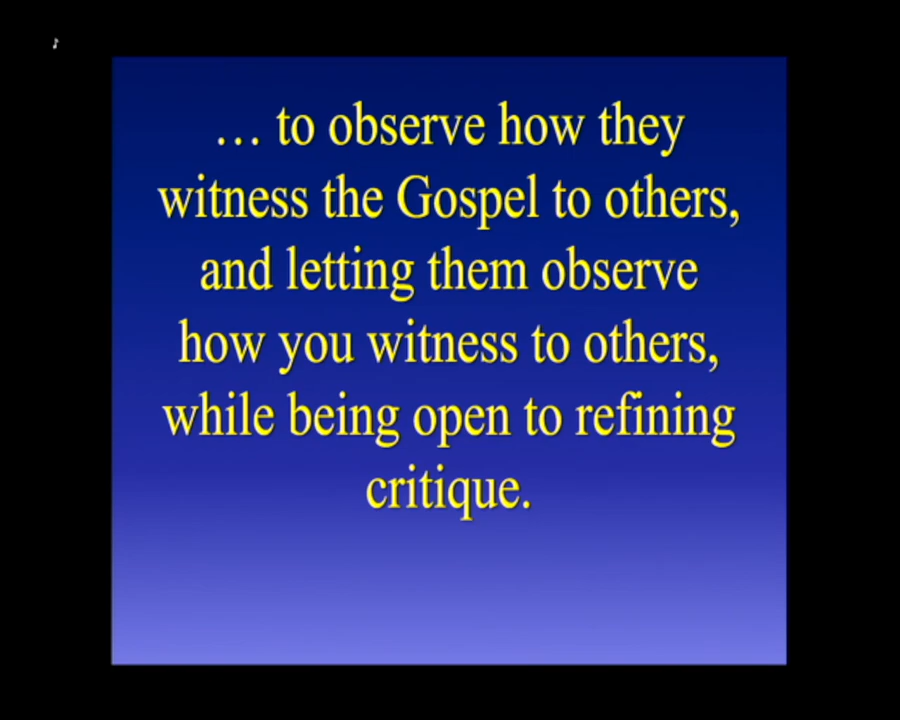 … to observe how they
witness the Gospel to others,
and letting them observe
how you witness to others,
while being open to refining
critique.